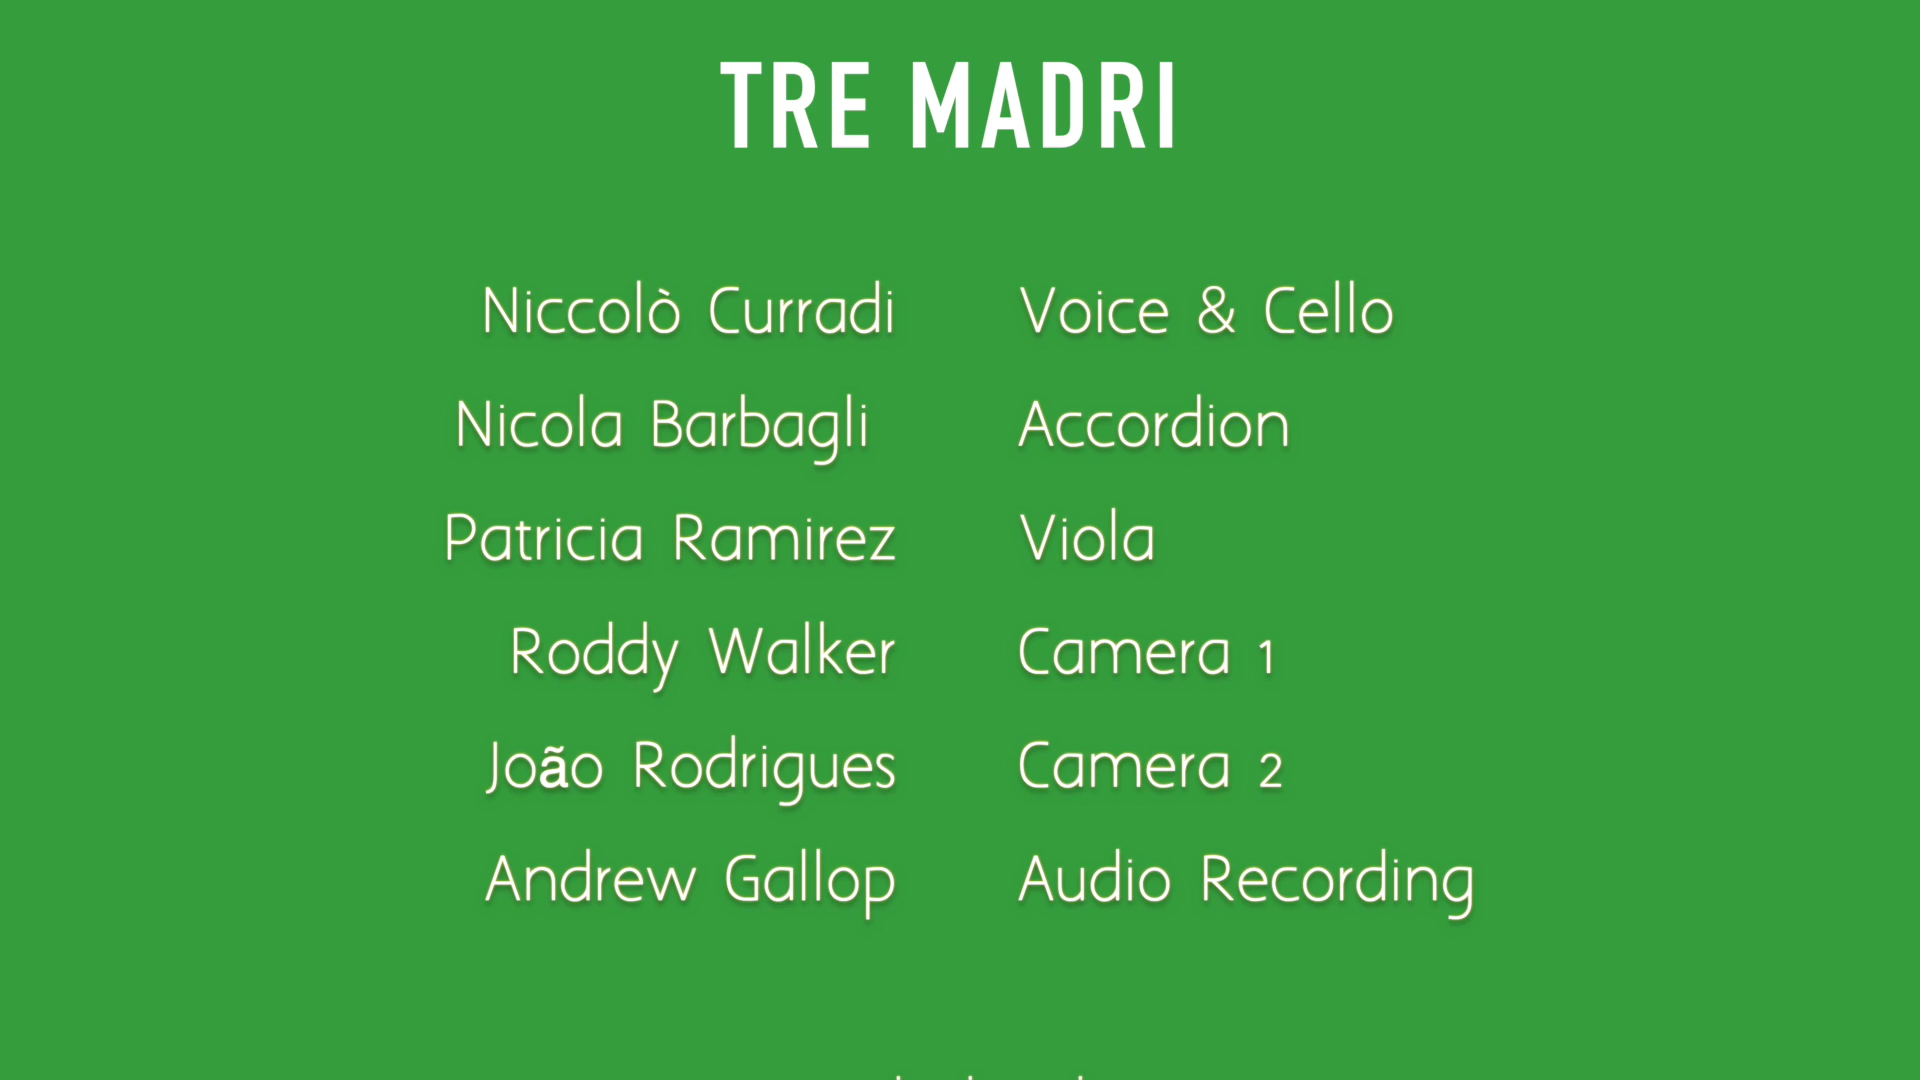 TRE MADRI
Niccolò Curradi Voice & Cello
Nicola Barbagli Accordion
Patricia Ramirez Viola
Roddy Walker Camera 1
João Rodrigues Camera 2
Andrew Gallop Audio Recording